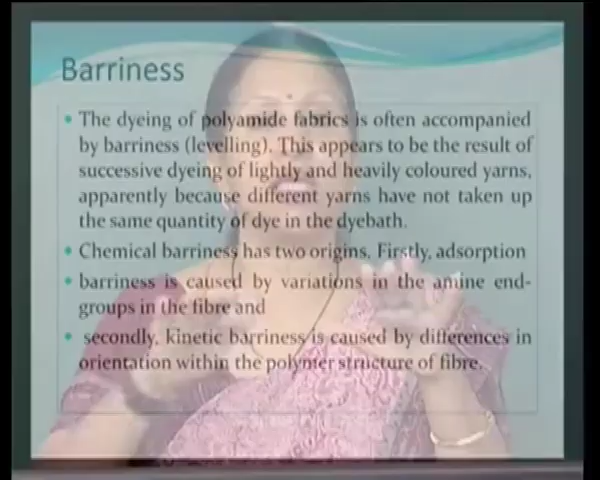 Barriness
• The dyeing of polyamide fabrics is often accompanied
by barriness (levelling). This appears to be the result of
successive dyeing of lightly and heavily coloured yarns,
apparently because different yarns have not taken up
the same quantity of dye in the dyebath.
• Chemical barriness has two origins. Firstly, adsorption
• barriness is caused by variations in the amine end-
groups in the fibre and
• secondly, kinetic barriness is caused by differences in
orientation within the polymer structure of fibre.